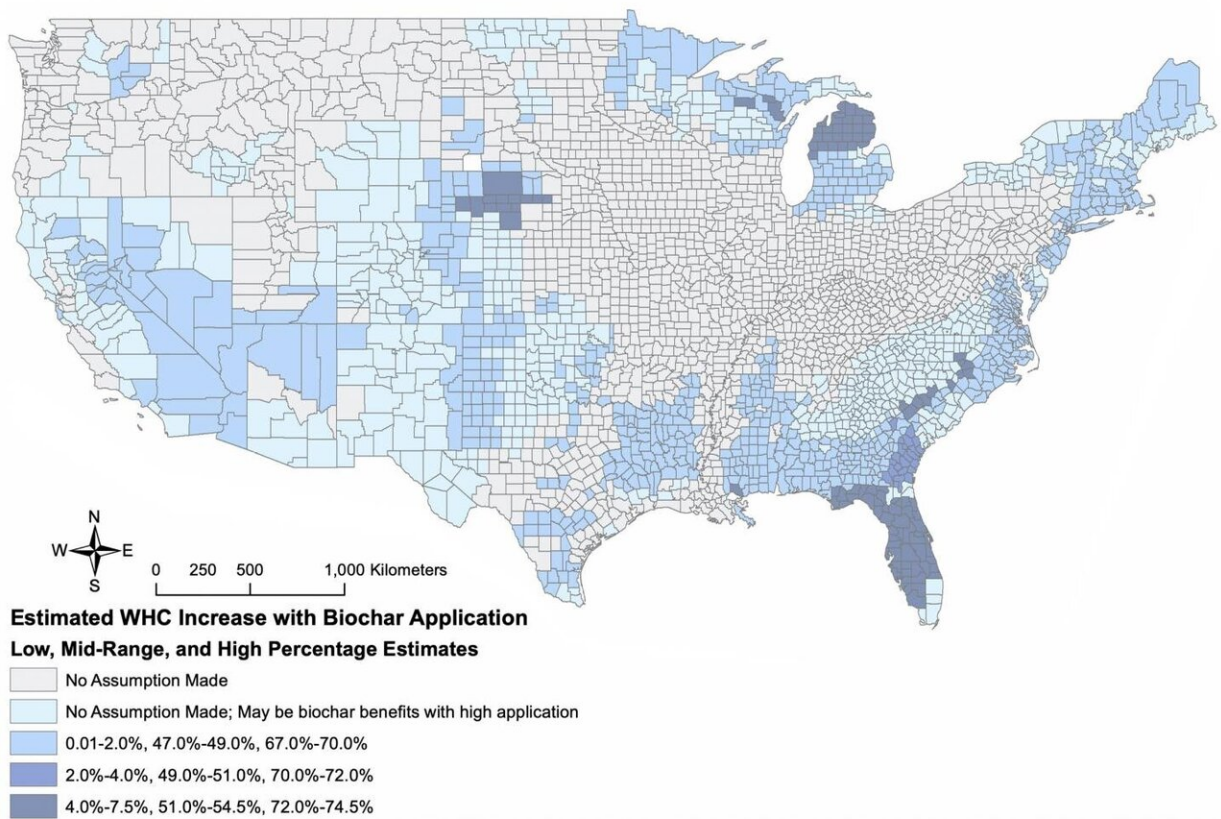 N
W E
S
0 250 500 1,000 Kilometers
Estimated WHC Increase with Biochar Application
Low, Mid-Range, and High Percentage Estimates
No Assumption Made
No Assumption Made; May be biochar benefits with high application
0.01-2.0%, 47.0%-49.0%, 67.0%-70.0%
2.0%-4.0%, 49.0%-51.0%, 70.0%-72.0%
4.0%-7.5%, 51.0%-54.5%, 72.0%-74.5%